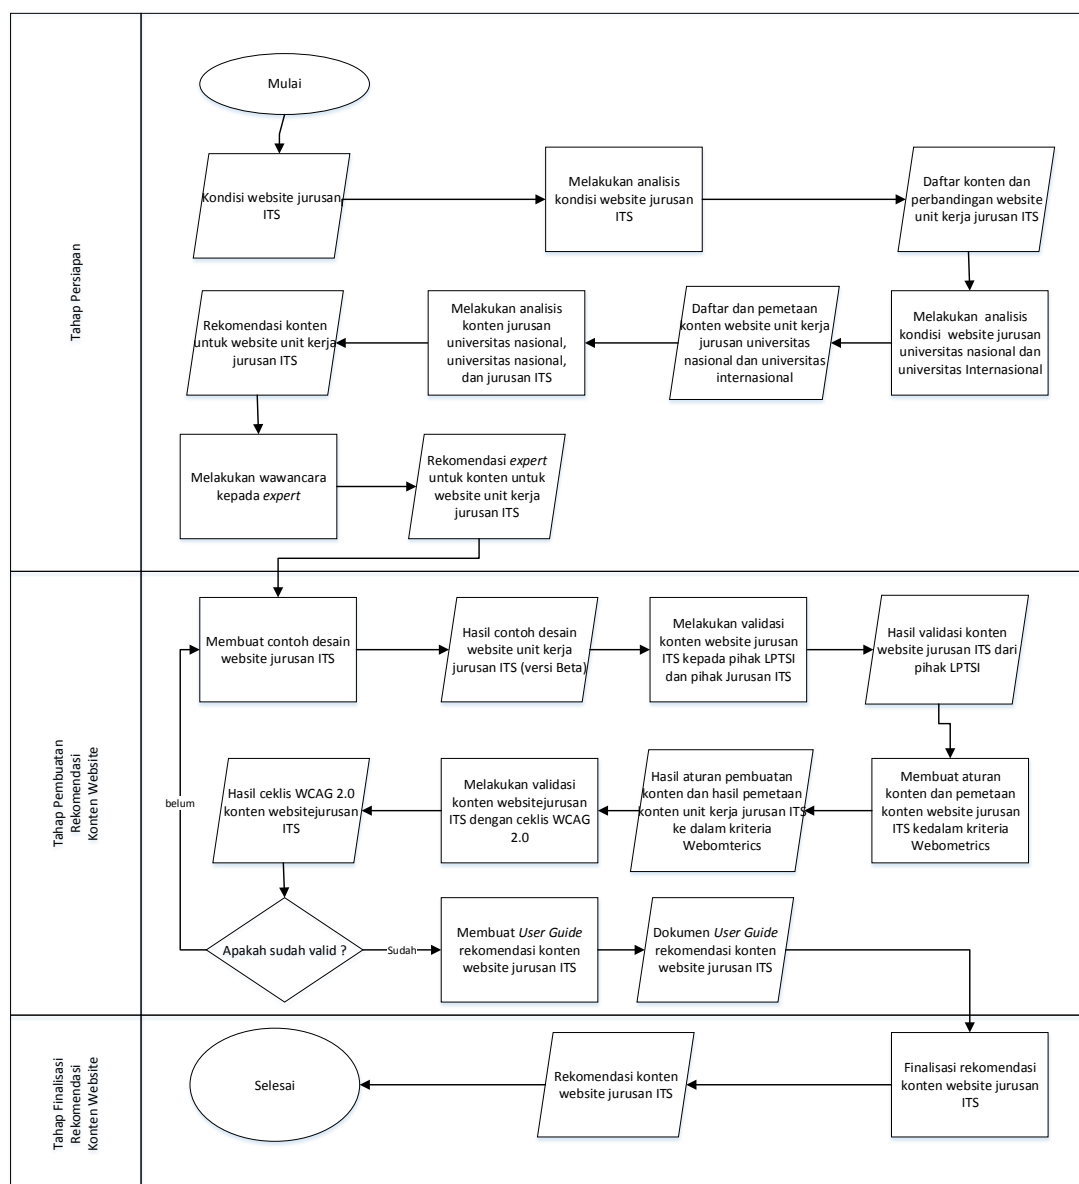 Tahap Persiapan
Mulai
Kondisi website jurusan
ITS
Melakukan analisis
kondisi website jurusan
ITS
Daftar konten dan
perbandingan website
unit kerja jurusan ITS
Melakukan  analisis
kondisi  website jurusan
universitas nasional dan
universitas Internasional
Daftar dan pemetaan
konten website unit kerja
jurusan universitas
nasional dan universitas
internasional
Melakukan analisis
konten jurusan
universitas nasional,
universitas nasional,
dan jurusan ITS
Rekomendasi konten
untuk website unit kerja
jurusan ITS
Melakukan wawancara
kepada expert
Rekomendasi expert
untuk konten untuk
website unit kerja
jurusan ITS
Tahap Pembuatan
Rekomendasi
Konten Website
Membuat contoh desain
website jurusan ITS
Hasil contoh desain
website unit kerja
jurusan ITS (versi Beta)
Melakukan validasi
konten website jurusan
ITS kepada pihak LPTSI
dan pihak Jurusan ITS
Hasil validasi konten
website jurusan ITS dari
pihak LPTSI
Membuat aturan
konten dan pemetaan
konten website jurusan
ITS kedalam kriteria
Webometrics
Hasil aturan pembuatan
konten dan hasil pemetaan
konten unit kerja jurusan ITS
ke dalam kriteria
Webomterics
Melakukan validasi
konten websitejurusan
ITS dengan ceklis WCAG
2.0
Hasil ceklis WCAG 2.0
konten websitejurusan
ITS
belum
Apakah sudah valid ?
Sudah
Membuat User Guide
rekomendasi konten
website jurusan ITS
Dokumen User Guide
rekomendasi konten
website jurusan ITS
Tahap Finalisasi
Rekomendasi
Konten Website
Finalisasi rekomendasi
konten website jurusan
ITS
Rekomendasi konten
website jurusan ITS
Selesai